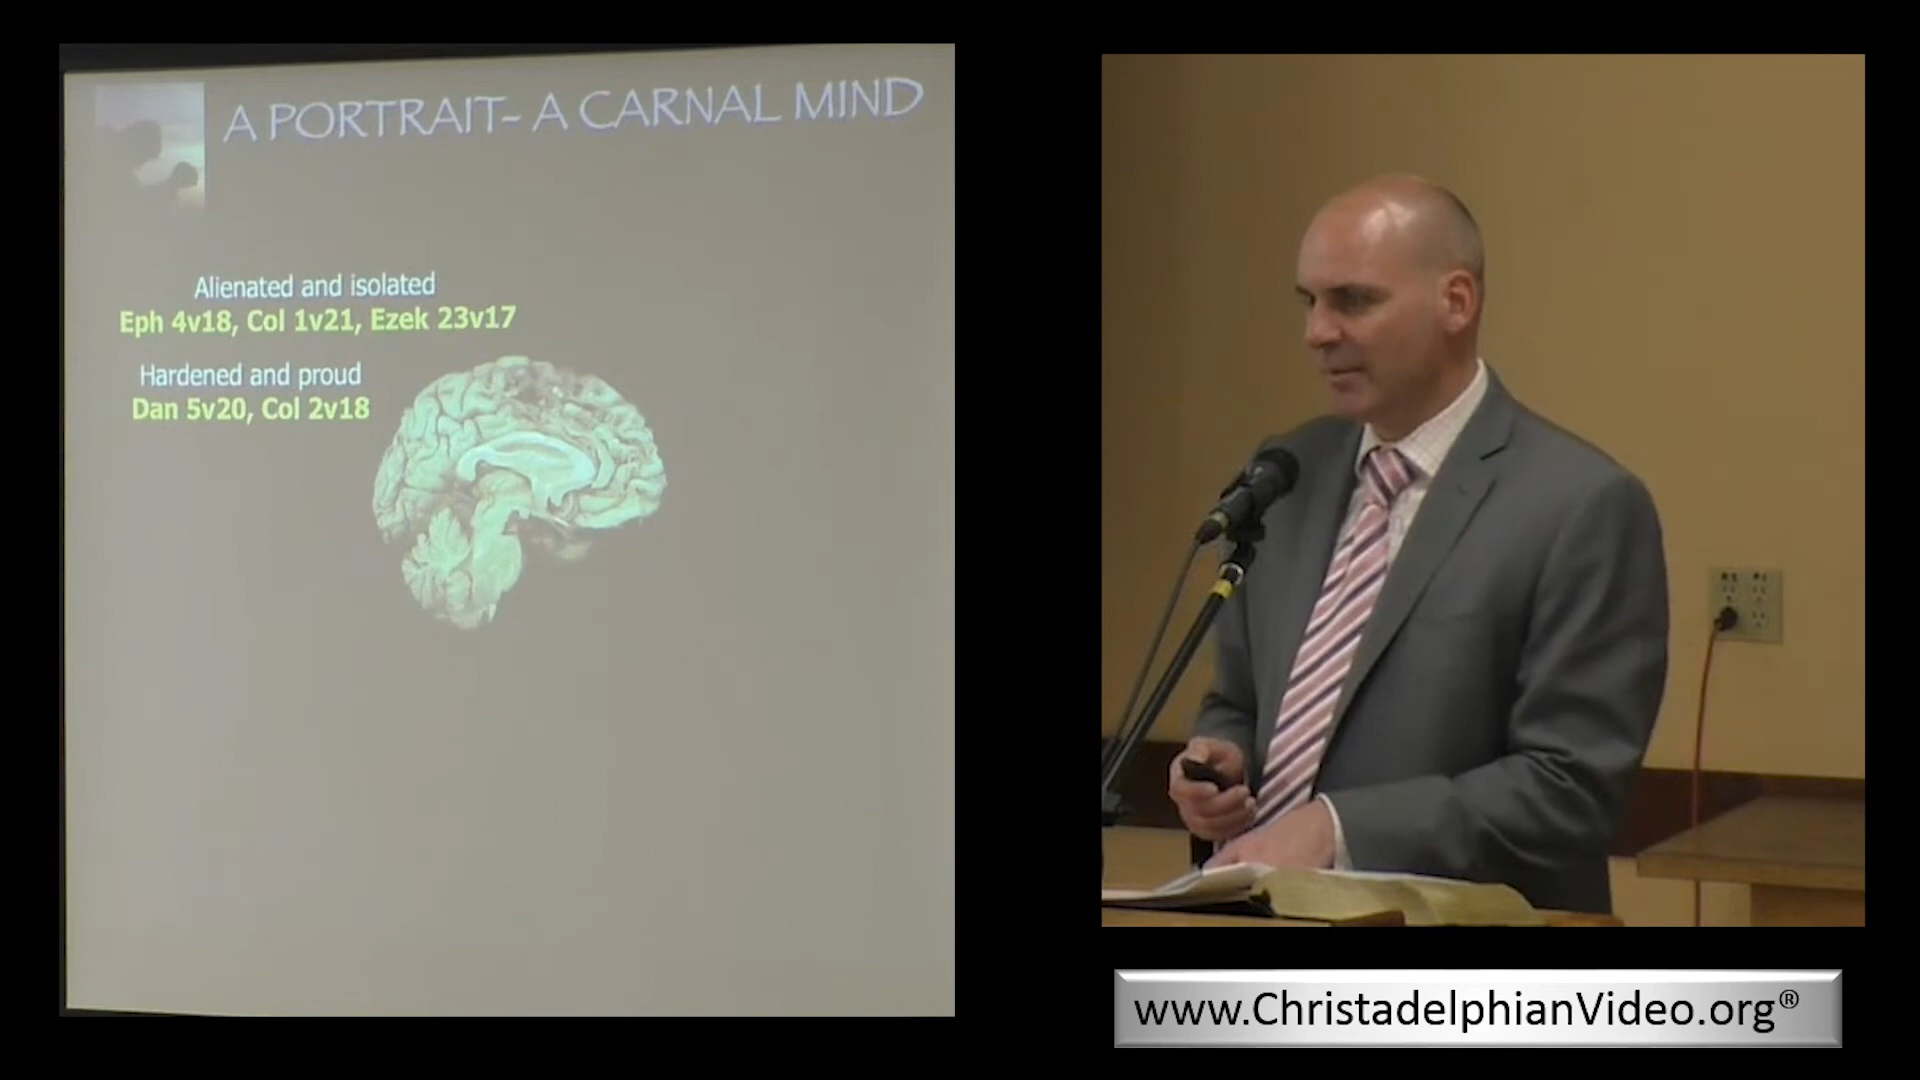 A PORTRAIT- A CARNAL MIND
Alienated and isolated
Eph 4v18, Col 1v21, Ezek 23v17
Hardened and proud
Dan 5v20, Col 2v18
www.ChristadelphianVideo.org®